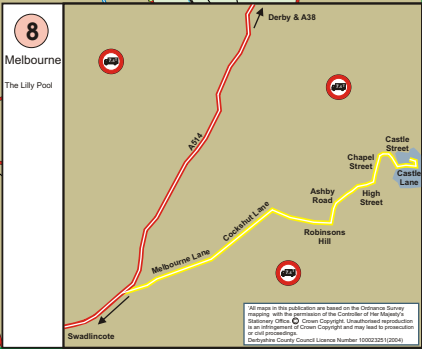 8
Melbourne
The Lilly Pool
Derby & A38
A514
Castle
Street
Chapel
Street
Castle
Lane
Ashby
Road
High
Street
Cockshut Lane
Robinsons
Hill
Melbourne Lane
Swadlincote
'All maps in this publication are based on the Ordnance Survey
mapping with the permission of the Controller of Her Majesty's
Stationery Office. © Crown Copyright. Unauthorised reproduction
is an infringement of Crown Copyright and may lead to prosecution
or civil proceedings.
Derbyshire County Council Licence Number 100023251(2004)